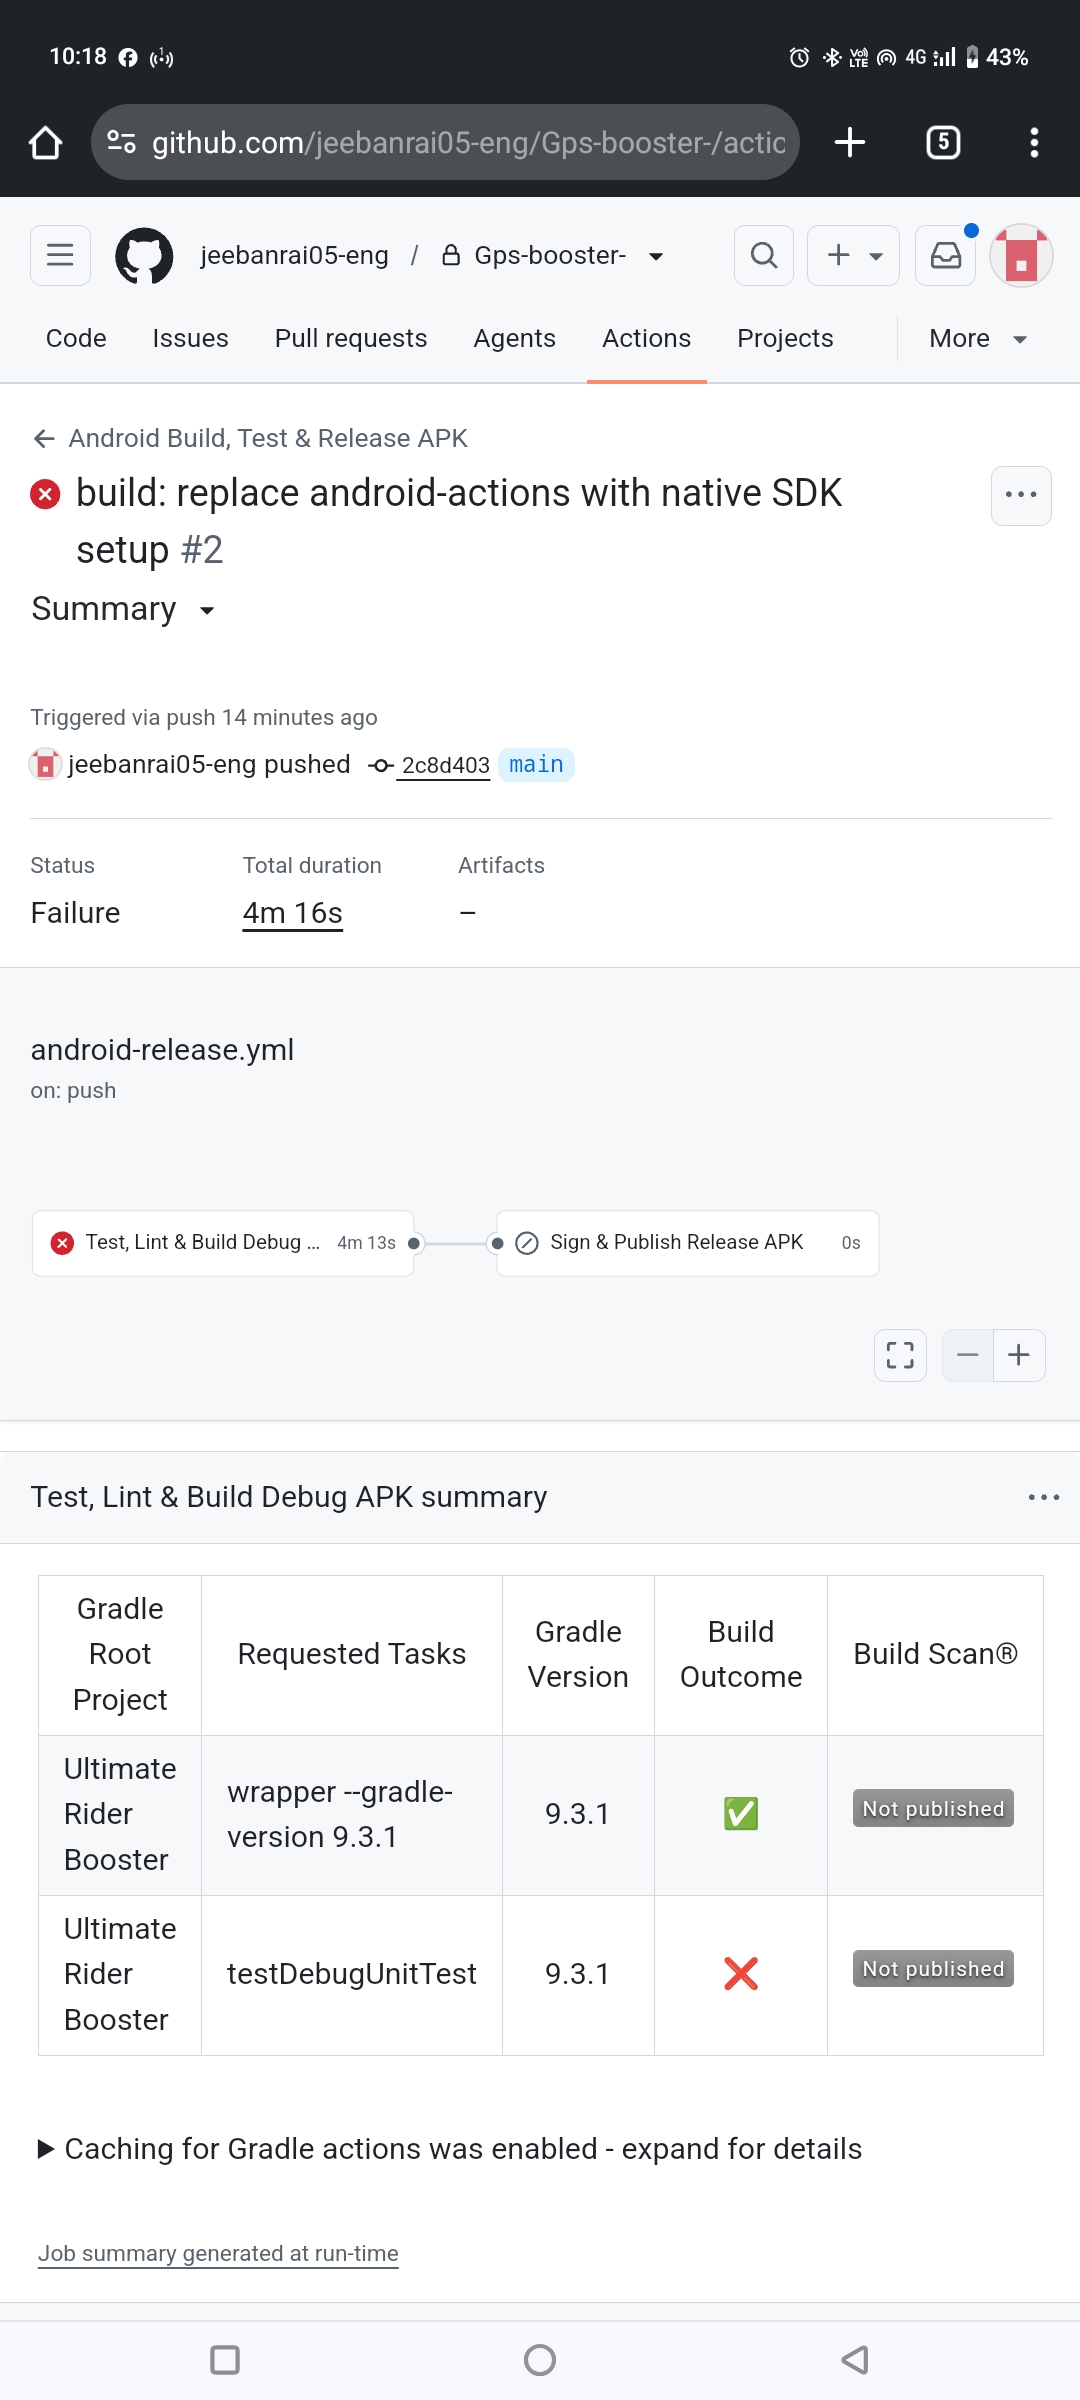 10:18
Vo) LTE 4G 43%
github.com/jeebanrai05-eng/Gps-booster-/actic
5
jeebanrai05-eng / Gps-booster-
Code Issues Pull requests Agents Actions Projects More
Android Build, Test & Release APK
build: replace android-actions with native SDK
setup #2
Summary
Triggered via push 14 minutes ago
jeebanrai05-eng pushed 2c8d403 main
Status Total duration Artifacts
Failure 4m 16s –
android-release.yml
on: push
Test, Lint & Build Debug ... 4m 13s Sign & Publish Release APK 0s
Test, Lint & Build Debug APK summary
Gradle Root Project Requested Tasks Gradle Version Build Outcome Build Scan®
Ultimate Rider Booster wrapper --gradle-version 9.3.1 9.3.1 ✅ Not published
Ultimate Rider Booster testDebugUnitTest 9.3.1 ❌ Not published
Caching for Gradle actions was enabled - expand for details
Job summary generated at run-time